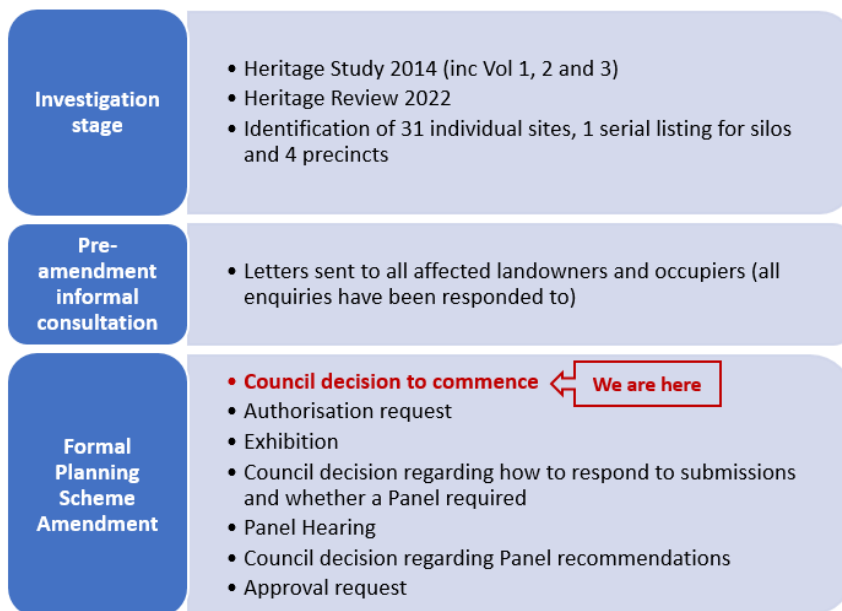 Investigation
stage
• Heritage Study 2014 (inc Vol 1, 2 and 3)
• Heritage Review 2022
• Identification of 31 individual sites, 1 serial listing for silos
and 4 precincts
Pre-
amendment
informal
consultation
• Letters sent to all affected landowners and occupiers (all
enquiries have been responded to)
Formal
Planning
Scheme
Amendment
• Council decision to commence
We are here
• Authorisation request
• Exhibition
• Council decision regarding how to respond to submissions
and whether a Panel required
• Panel Hearing
• Council decision regarding Panel recommendations
• Approval request